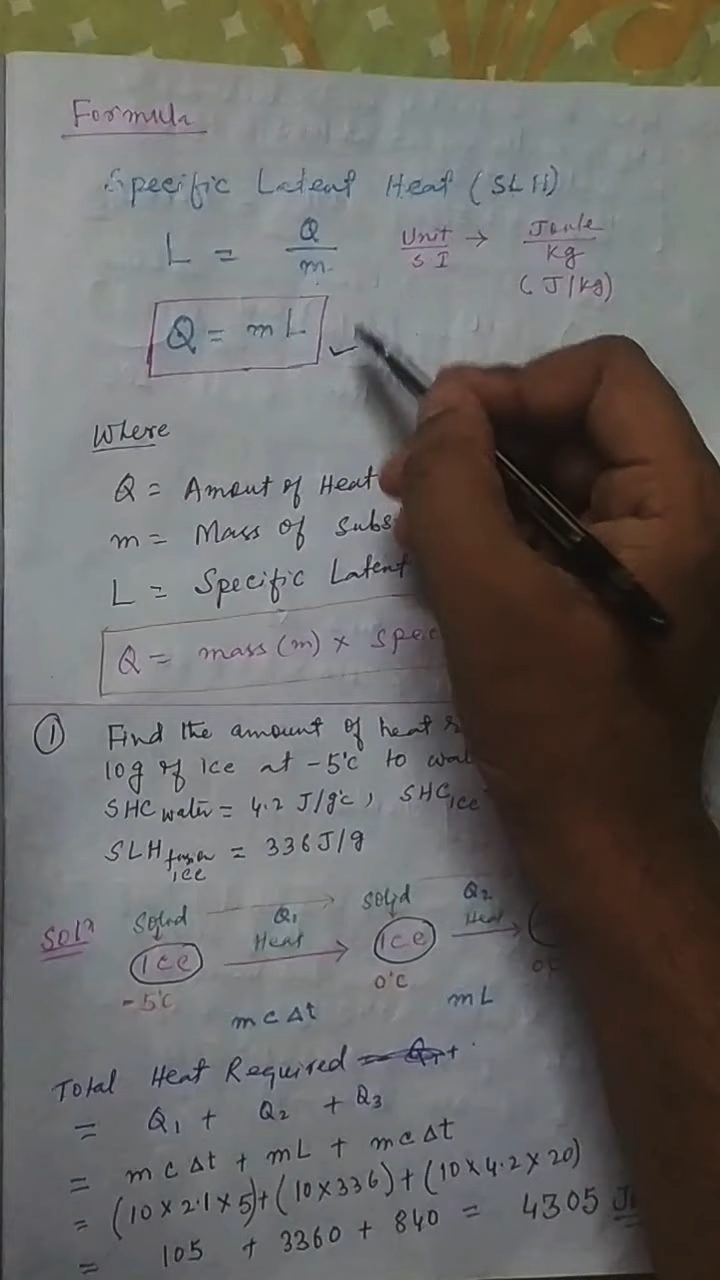 Formula
Specific Latent Heat (SLH)
L = Q/m Unit/SI → Joule/Kg
(J/Kg)
Q = mL ✓
Where
Q = Amout of Heat
m = Mass of Subs
L = Specific Latent
Q = mass(m) × spec
① Find the amount of heat
10g of ice at -5°c to wat
SHC water = 4.2 J/g°c, SHC ice
SLH fusion ice = 336 J/g
Solⁿ Solid Q₁ Heat Solid Q₂ Heat
Ice Ice
-5°C 0°C 0°
mcΔt mL
Total Heat Required =
= Q₁ + Q₂ + Q₃
= mcΔt + mL + mcΔt
= (10×2.1×5)+(10×336)+(10×4.2×20)
= 105 + 3360 + 840 = 4305 J